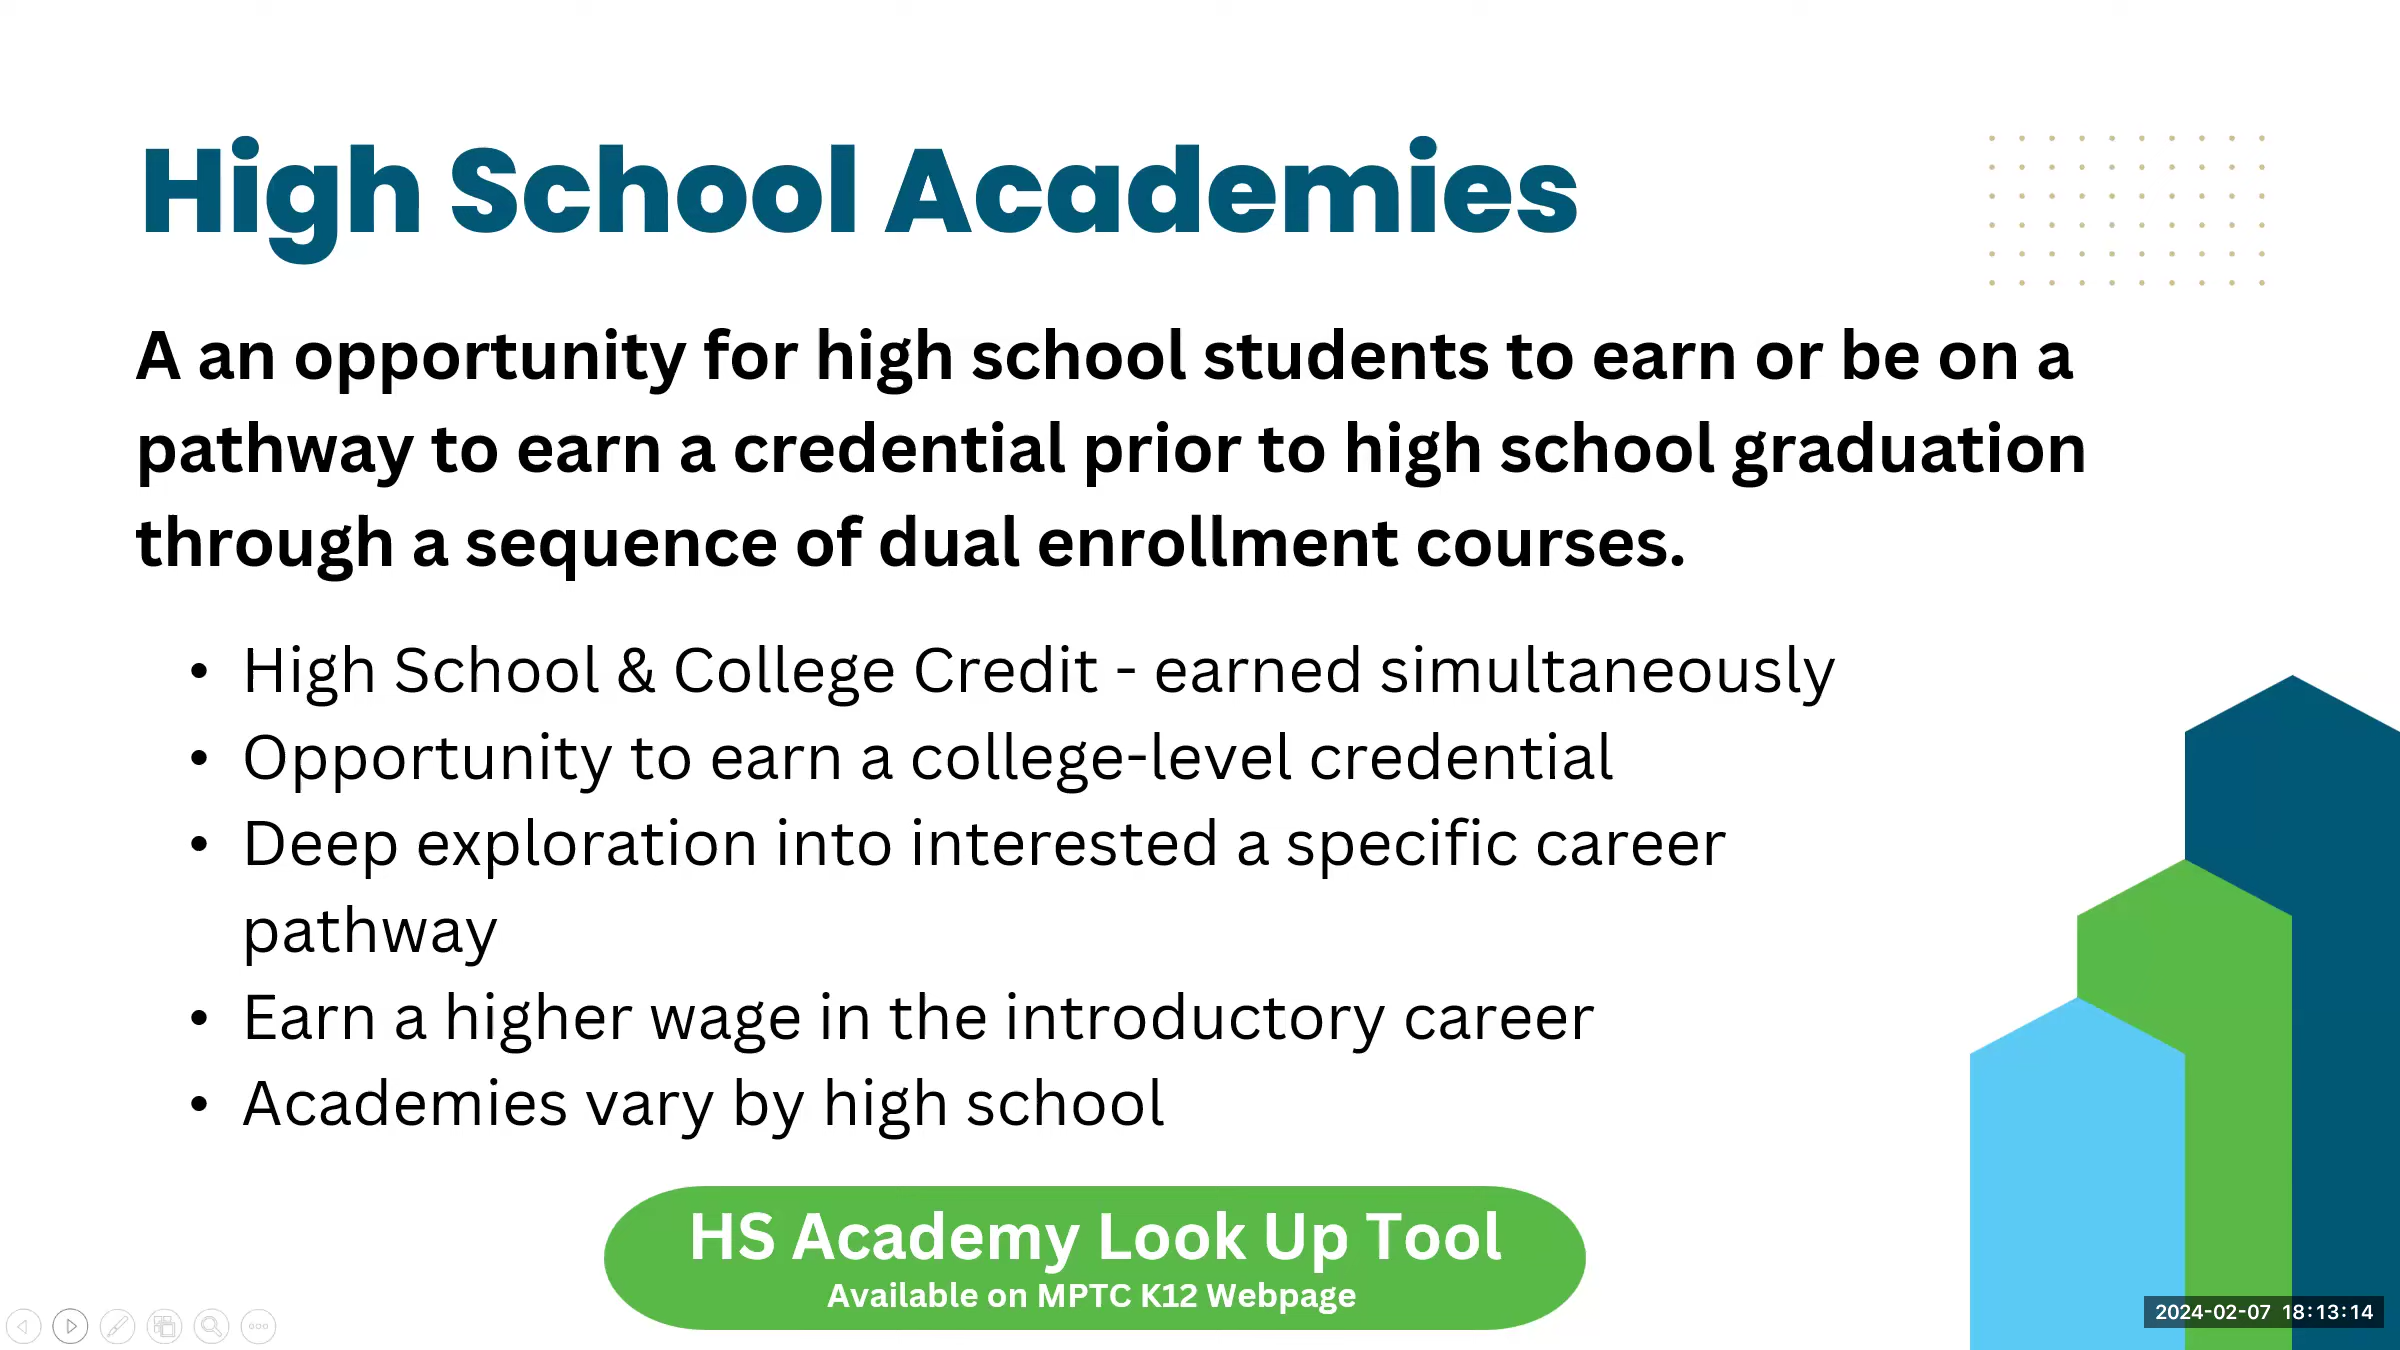 High School Academies
A an opportunity for high school students to earn or be on a
pathway to earn a credential prior to high school graduation
through a sequence of dual enrollment courses.
• High School & College Credit - earned simultaneously
• Opportunity to earn a college-level credential
• Deep exploration into interested a specific career
pathway
• Earn a higher wage in the introductory career
• Academies vary by high school
HS Academy Look Up Tool
Available on MPTC K12 Webpage
2024-02-07 18:13:14